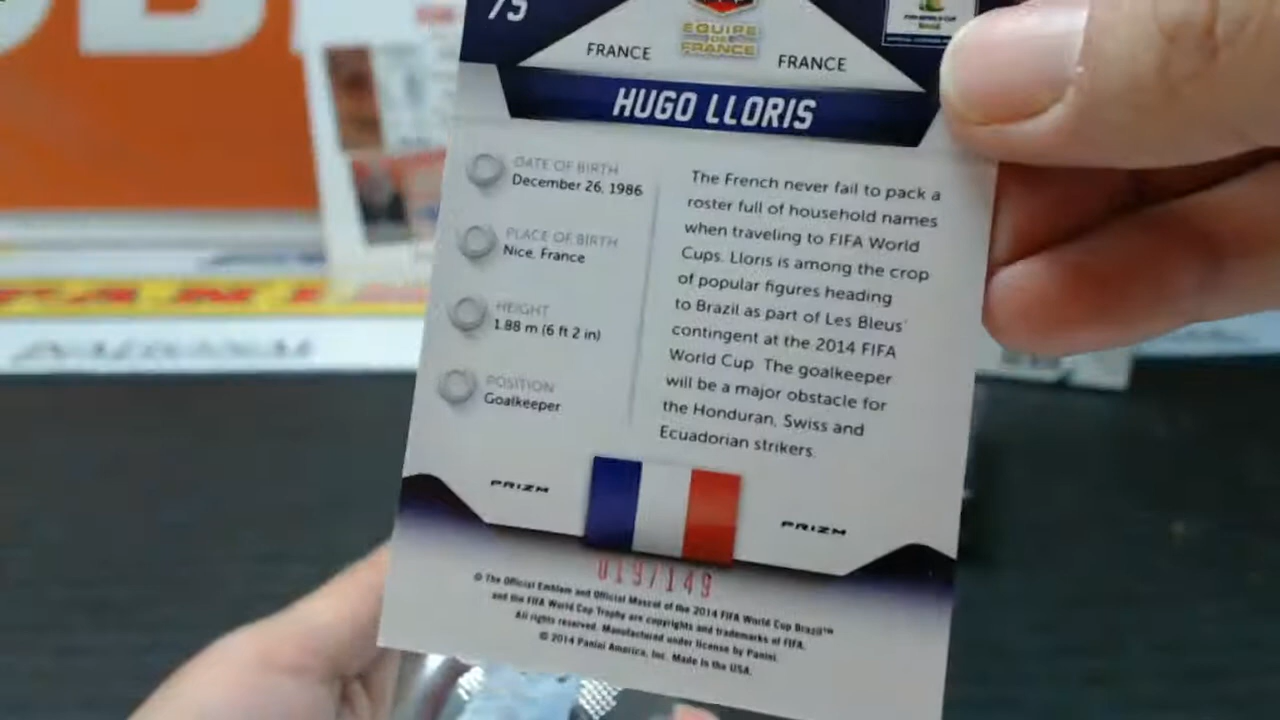 75
EQUIPE
DE
FRANCE
FIFA WORLD CUP
FRANCE
FRANCE
HUGO LLORIS
DATE OF BIRTH
December 26, 1986
PLACE OF BIRTH
Nice, France
HEIGHT
1.88 m (6 ft 2 in)
POSITION
Goalkeeper
The French never fail to pack a
roster full of household names
when traveling to FIFA World
Cups. Lloris is among the crop
of popular figures heading
to Brazil as part of Les Bleus'
contingent at the 2014 FIFA
World Cup. The goalkeeper
will be a major obstacle for
the Honduran, Swiss and
Ecuadorian strikers.
PRIZM
PRIZM
019/149
© The Official Emblem and Official Mascot of the 2014 FIFA World Cup Brazil™
and the FIFA World Cup Trophy are copyrights and trademarks of FIFA.
All rights reserved. Manufactured under license by Panini.
© 2014 Panini America, Inc. Made in the USA.